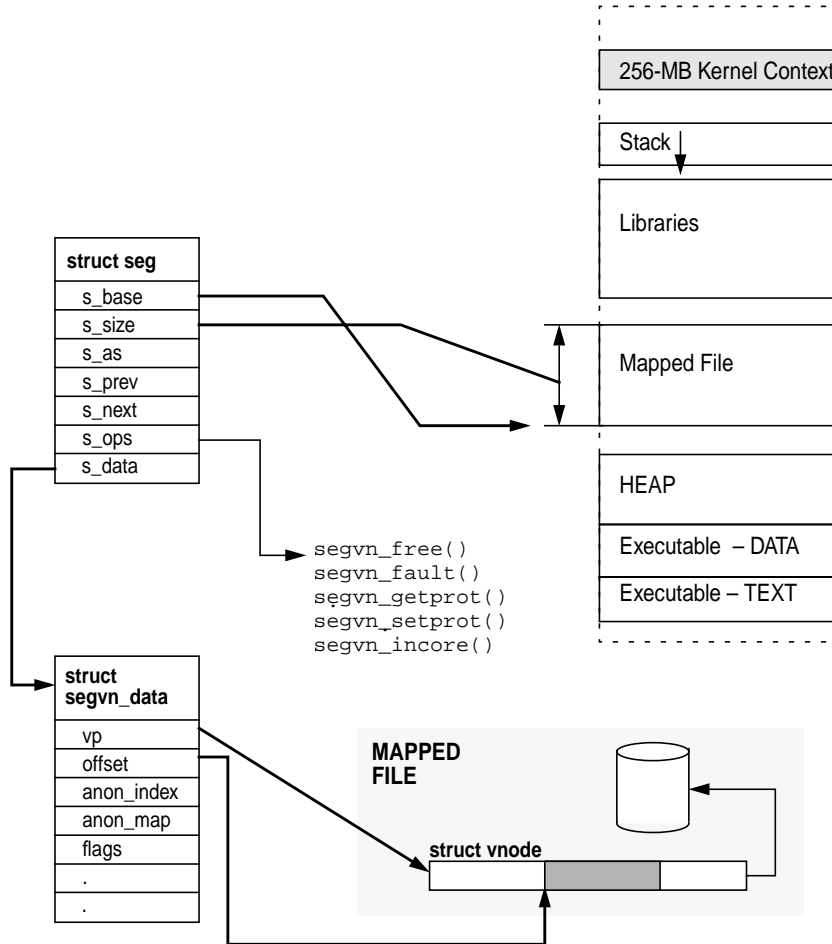 256-MB Kernel Context
Stack
Libraries
struct seg
s_base
s_size
s_as
s_prev
s_next
s_ops
s_data
Mapped File
HEAP
Executable – DATA
Executable – TEXT
segvn_free()
segvn_fault()
segvn_getprot()
segvn_setprot()
segvn_incore()
struct
segvn_data
vp
offset
anon_index
anon_map
flags
.
.
MAPPED
FILE
struct vnode